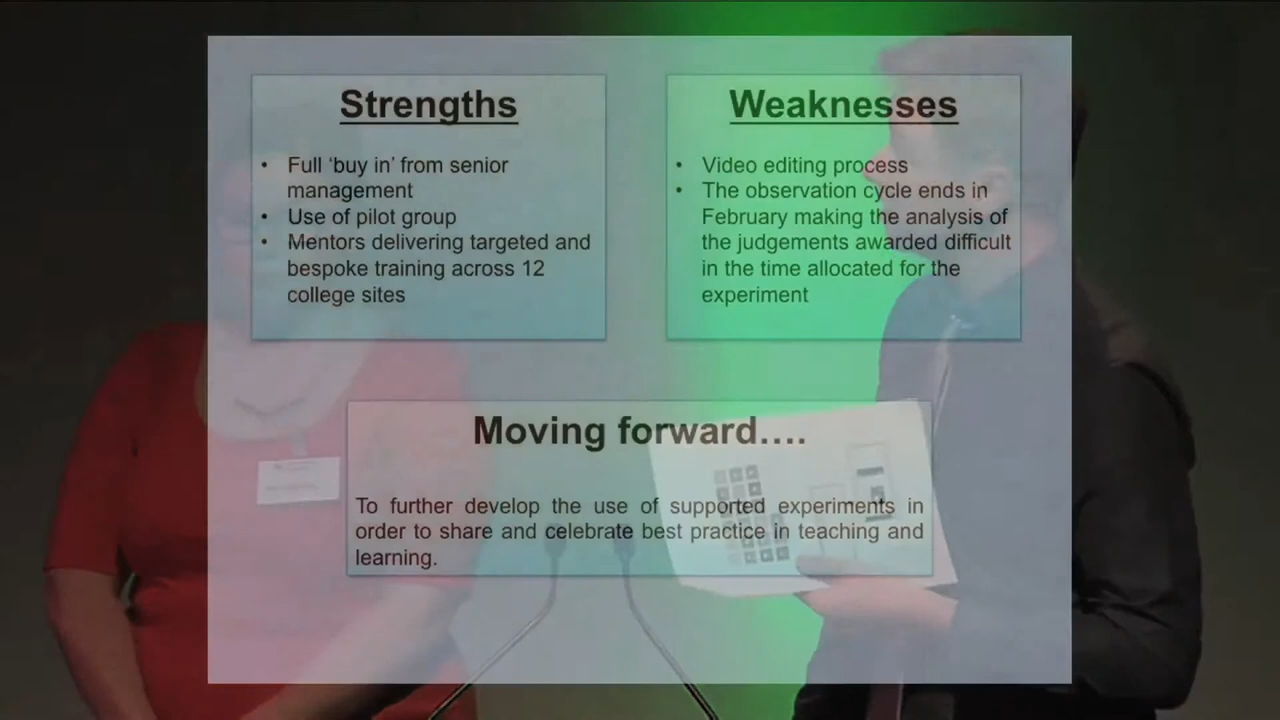 Strengths
• Full ‘buy in’ from senior
management
• Use of pilot group
• Mentors delivering targeted and
bespoke training across 12
college sites
Weaknesses
• Video editing process
• The observation cycle ends in
February making the analysis of
the judgements awarded difficult
in the time allocated for the
experiment
Moving forward….
To further develop the use of supported experiments in
order to share and celebrate best practice in teaching and
learning.